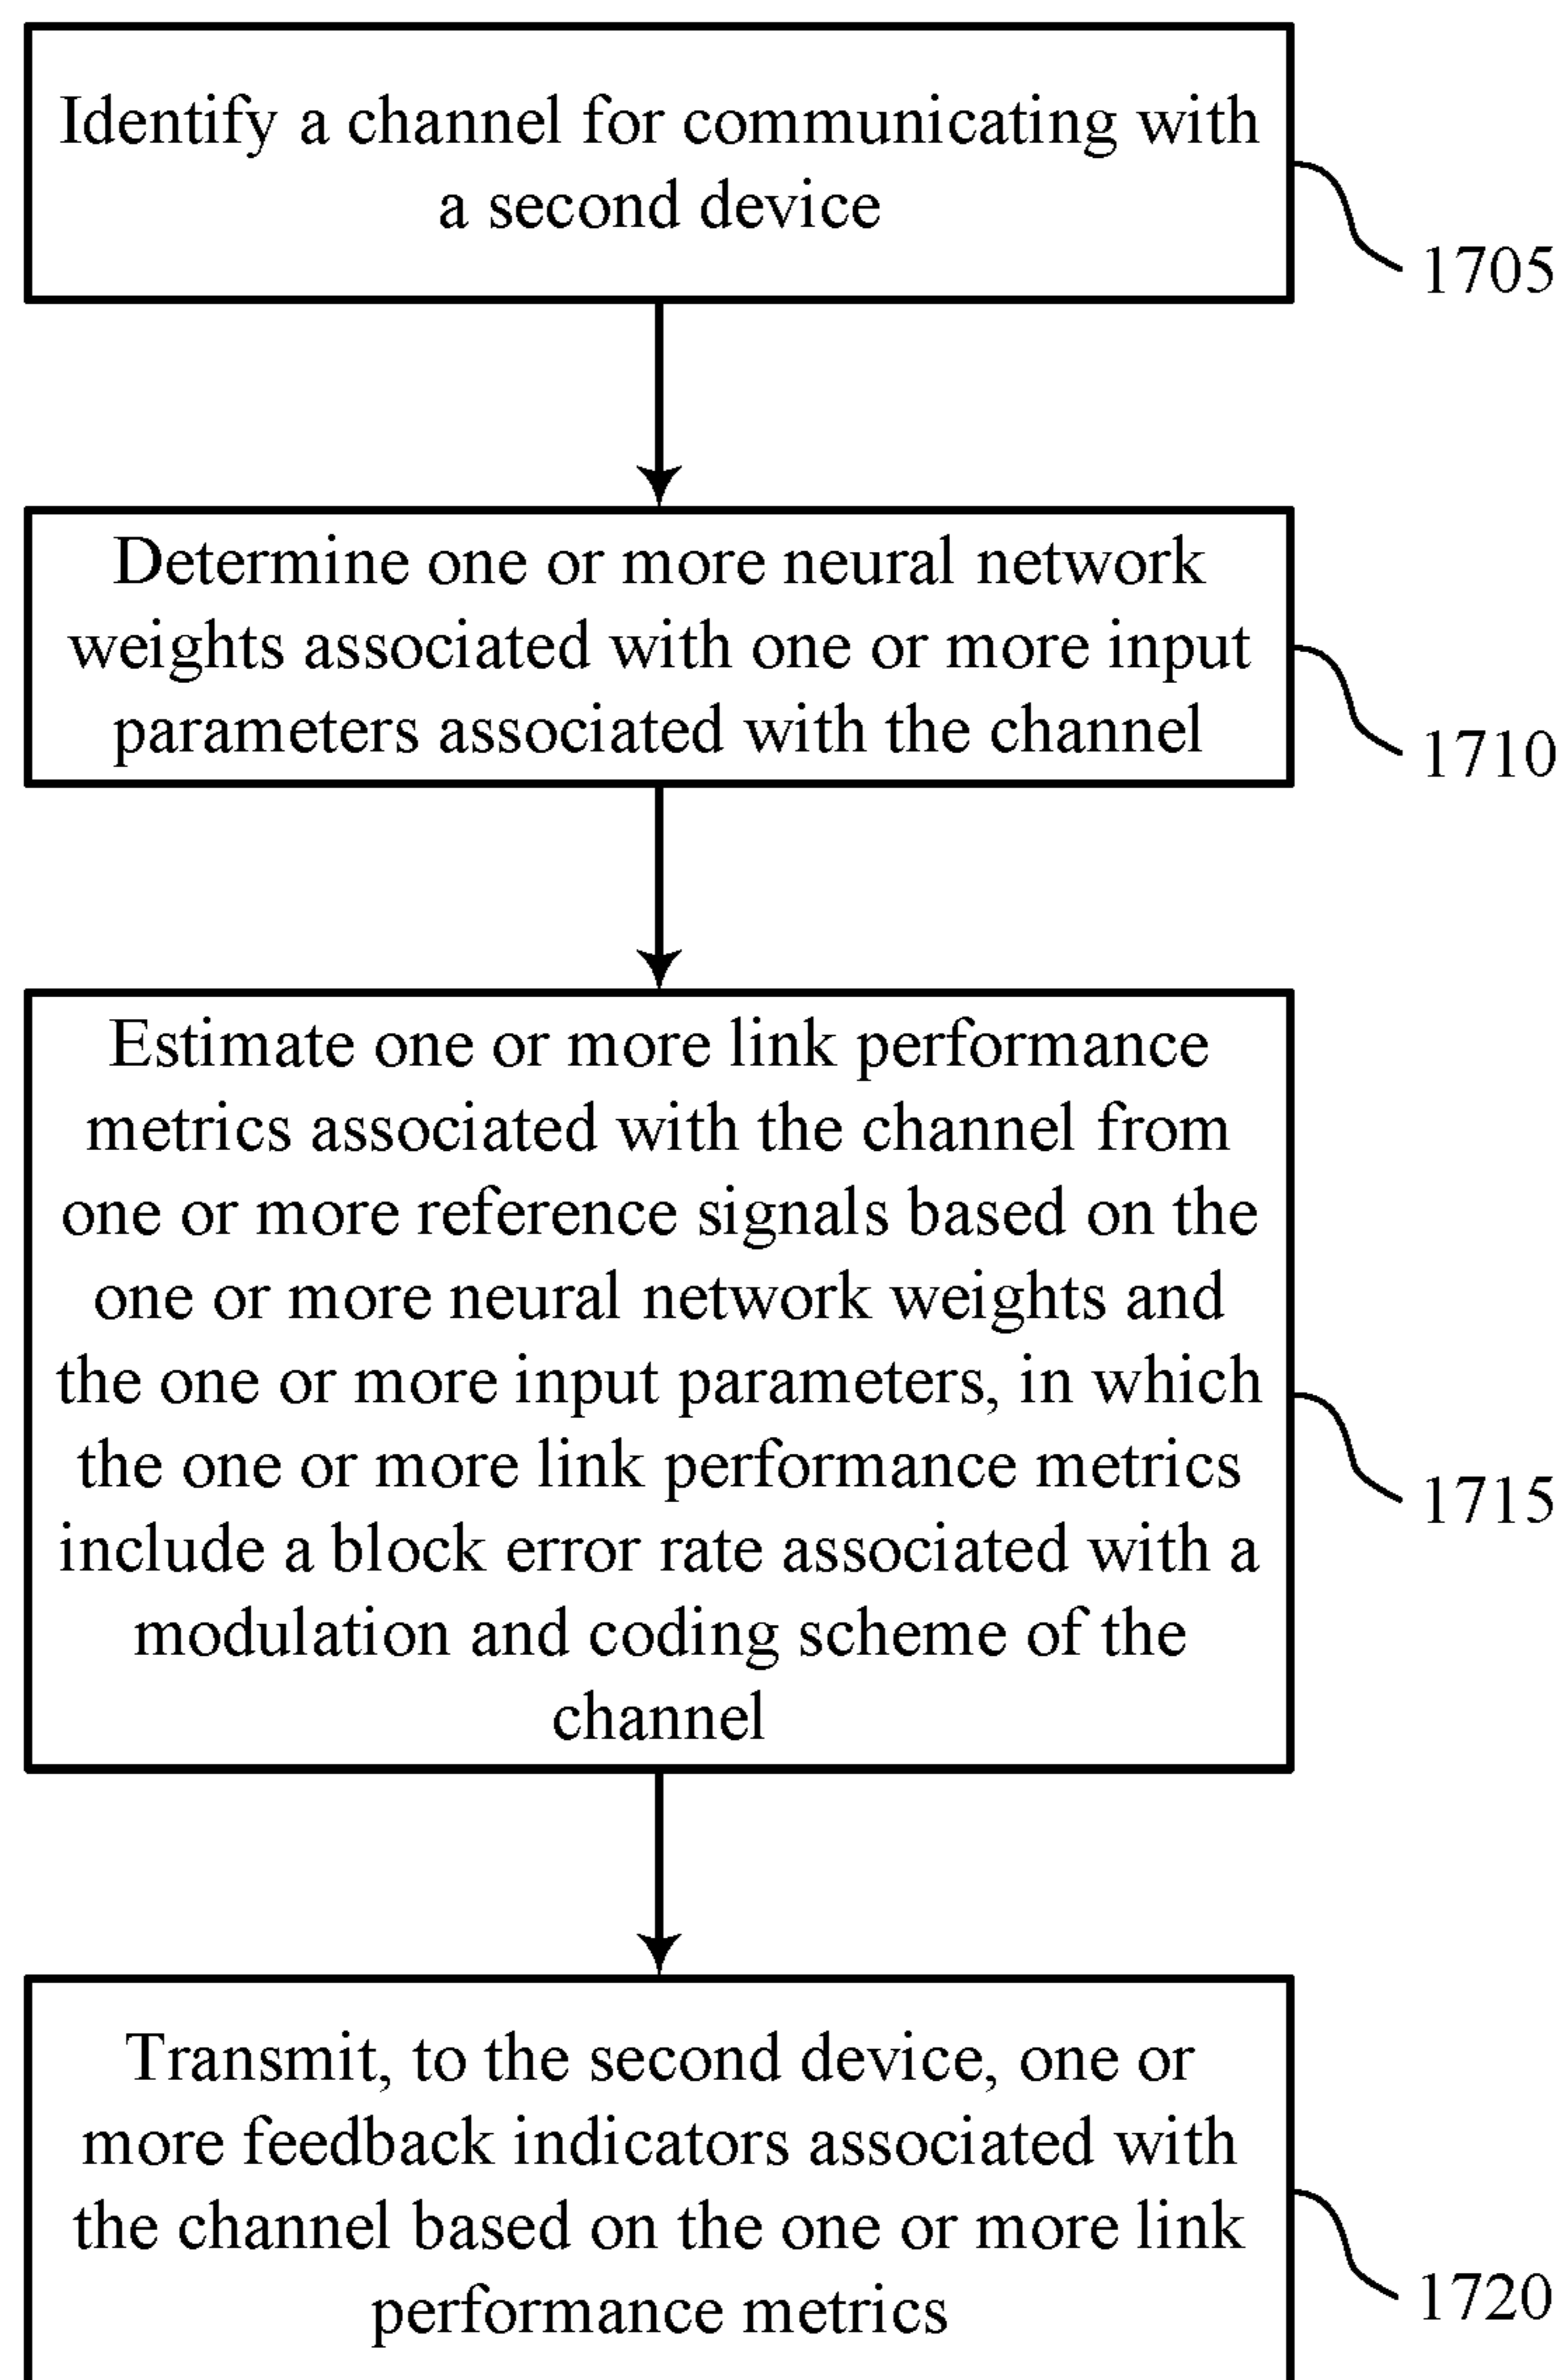 Identify a channel for communicating with
a second device
1705
Determine one or more neural network
weights associated with one or more input
parameters associated with the channel
1710
Estimate one or more link performance
metrics associated with the channel from
one or more reference signals based on the
one or more neural network weights and
the one or more input parameters, in which
the one or more link performance metrics
include a block error rate associated with a
modulation and coding scheme of the
channel
1715
Transmit, to the second device, one or
more feedback indicators associated with
the channel based on the one or more link
performance metrics
1720